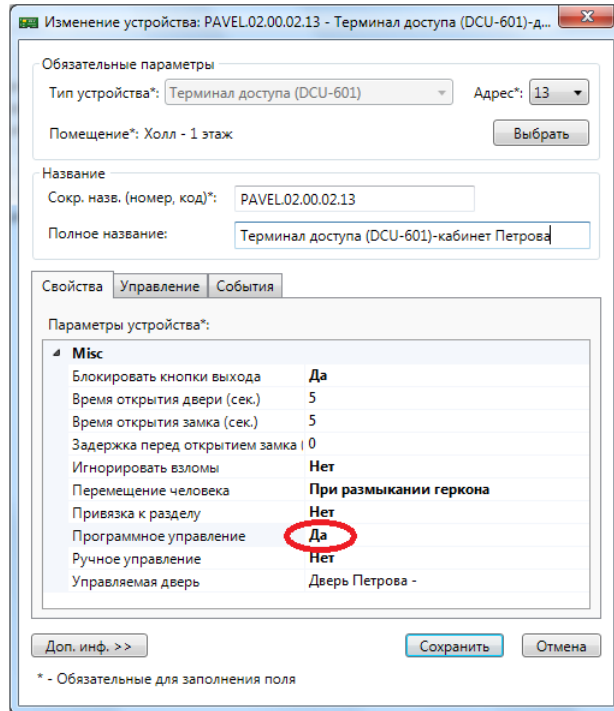 Изменение устройства: PAVEL.02.00.02.13 - Терминал доступа (DCU-601)-д...
Обязательные параметры
Тип устройства*: Терминал доступа (DCU-601) Адрес*: 13
Помещение*: Холл - 1 этаж Выбрать
Название
Сокр. назв. (номер, код)*: PAVEL.02.00.02.13
Полное название: Терминал доступа (DCU-601)-кабинет Петрова
Свойства Управление События
Параметры устройства*:
Misc
Блокировать кнопки выхода Да
Время открытия двери (сек.) 5
Время открытия замка (сек.) 5
Задержка перед открытием замка ( 0
Игнорировать взломы Нет
Перемещение человека При размыкании геркона
Привязка к разделу Нет
Программное управление Да
Ручное управление Нет
Управляемая дверь Дверь Петрова -
Доп. инф. >> Сохранить Отмена
* - Обязательные для заполнения поля